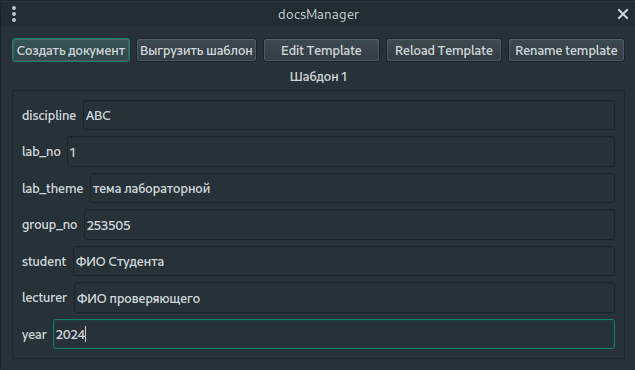 docsManager
Создать документ Выгрузить шаблон Edit Template Reload Template Rename template
Шабдон 1
discipline ABC
lab_no 1
lab_theme тема лабораторной
group_no 253505
student ФИО Студента
lecturer ФИО проверяющего
year 2024